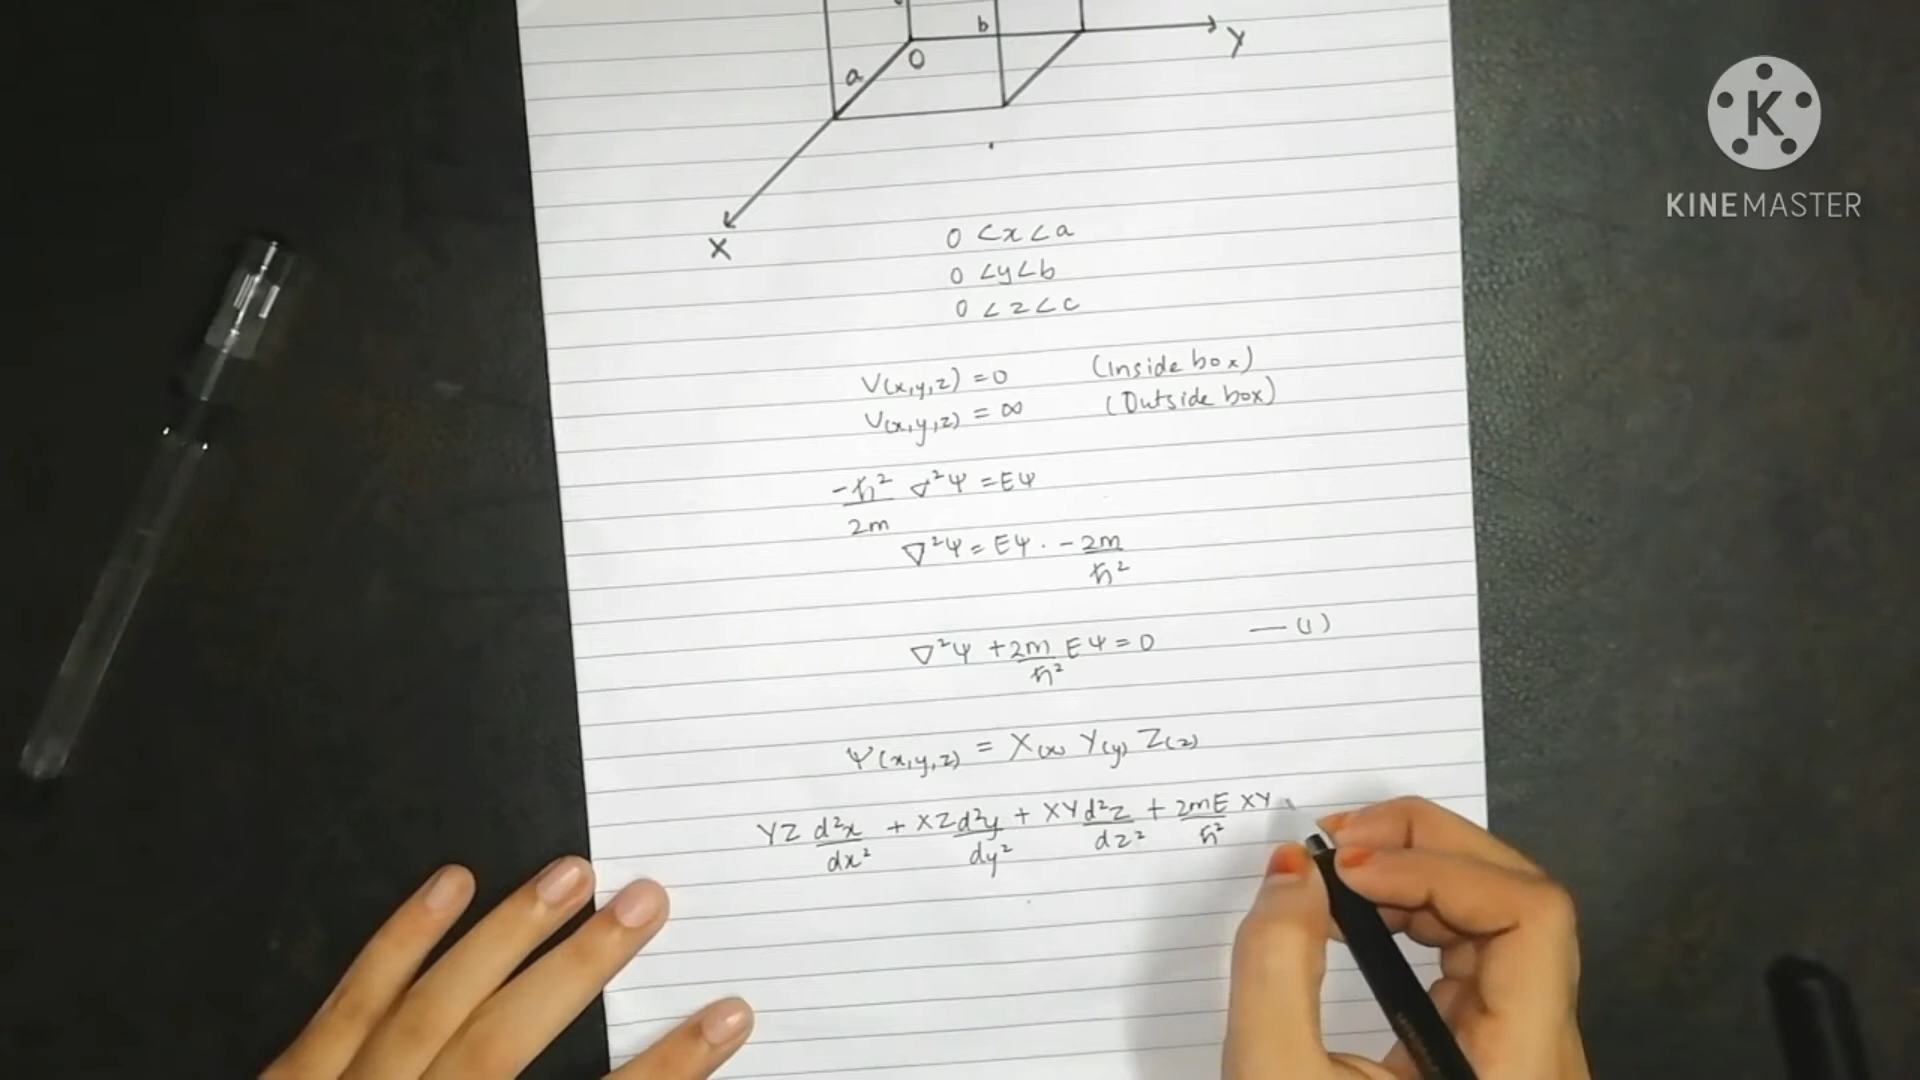 b
Y
a
O
X
0 < x < a
0 < y < b
0 < z < c
V(x,y,z) = 0 (Inside box)
V(x,y,z) = ∞ (Outside box)
-ℏ²/2m ∇²Ψ = EΨ
∇²Ψ = EΨ . -2m/ℏ²
∇²Ψ + 2m/ℏ² EΨ = 0 — (1)
Ψ(x,y,z) = X(x) Y(y) Z(z)
YZ d²x/dx² + XZ d²y/dy² + XY d²z/dz² + 2mE/ℏ² XY
K
KINEMASTER